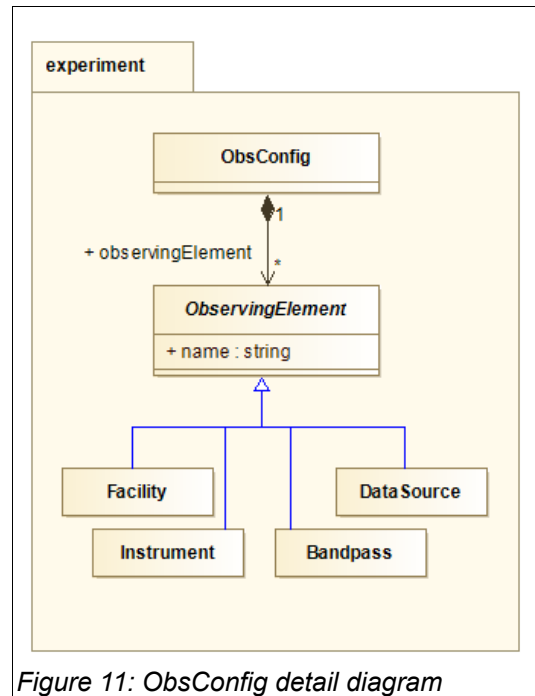 experiment
ObsConfig
1
+ observingElement
*
ObservingElement
+ name : string
Facility
DataSource
Instrument
Bandpass
Figure 11: ObsConfig detail diagram